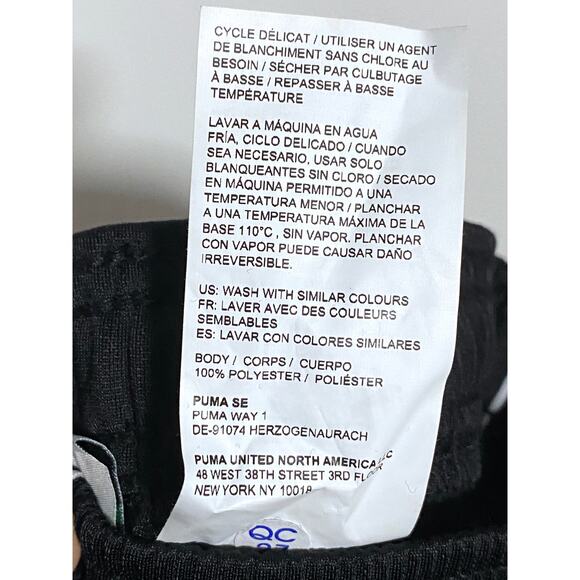 CYCLE DÉLICAT / UTILISER UN AGENT
DE BLANCHIMENT SANS CHLORE AU
BESOIN / SÉCHER PAR CULBUTAGE
À BASSE / REPASSER À BASSE
TEMPÉRATURE
LAVAR A MÁQUINA EN AGUA
FRÍA, CICLO DELICADO / CUANDO
SEA NECESARIO, USAR SOLO
BLANQUEANTES SIN CLORO / SECADO
EN MÁQUINA PERMITIDO A UNA
TEMPERATURA MENOR / PLANCHAR
A UNA TEMPERATURA MÁXIMA DE LA
BASE 110°C , SIN VAPOR. PLANCHAR
CON VAPOR PUEDE CAUSAR DAÑO
IRREVERSIBLE.
US: WASH WITH SIMILAR COLOURS
FR: LAVER AVEC DES COULEURS
SEMBLABLES
ES: LAVAR CON COLORES SIMILARES
BODY / CORPS / CUERPO
100% POLYESTER / POLIÉSTER
PUMA SE
PUMA WAY 1
DE-91074 HERZOGENAURACH
PUMA UNITED NORTH AMERICA LLC
48 WEST 38TH STREET 3RD FLOOR
NEW YORK NY 10018
QC